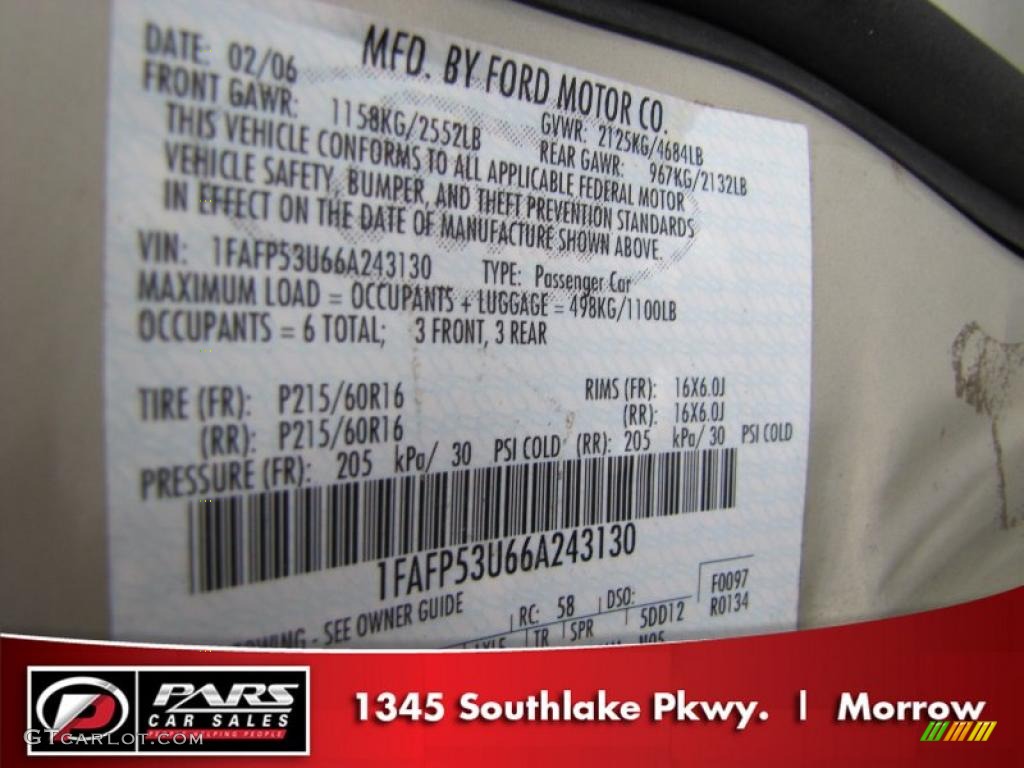 MFD. BY FORD MOTOR CO.
DATE: 02/06 GVWR: 2125KG/4684LB
FRONT GAWR: 1158KG/2552LB REAR GAWR: 967KG/2132LB
THIS VEHICLE CONFORMS TO ALL APPLICABLE FEDERAL MOTOR
VEHICLE SAFETY, BUMPER, AND THEFT PREVENTION STANDARDS
IN EFFECT ON THE DATE OF MANUFACTURE SHOWN ABOVE.
VIN: 1FAFP53U66A243130 TYPE: Passenger Car
MAXIMUM LOAD = OCCUPANTS + LUGGAGE = 498KG/1100LB
OCCUPANTS = 6 TOTAL; 3 FRONT, 3 REAR
TIRE (FR): P215/60R16 RIMS (FR): 16X6.0J
(RR): P215/60R16 (RR): 16X6.0J
PRESSURE (FR): 205 kPa/ 30 PSI COLD (RR): 205 kPa/ 30 PSI COLD
1FAFP53U66A243130
F0097
- SEE OWNER GUIDE RC: 58 DSO: R0134
TR SPR 5DD12
PARS
CAR SALES
PEOPLE HELPING PEOPLE
1345 Southlake Pkwy. | Morrow
GTcarlot.com